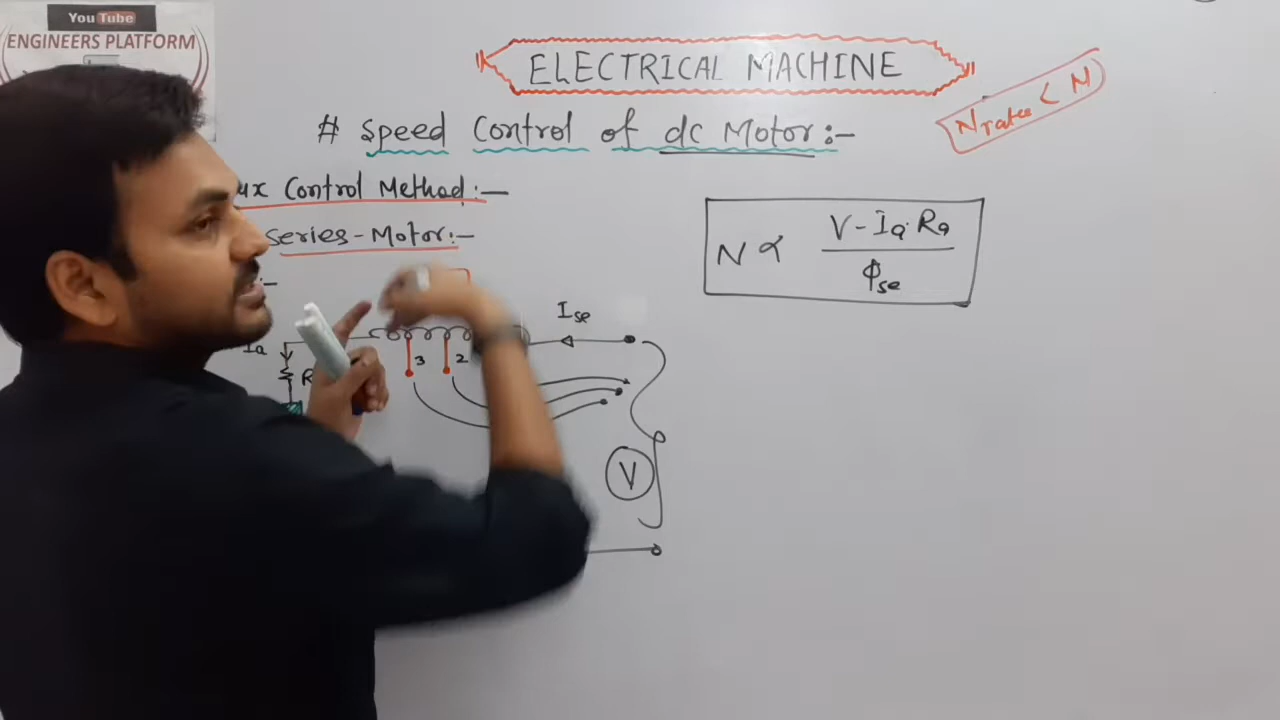 YouTube
ENGINEERS PLATFORM
ELECTRICAL MACHINE
# Speed Control of dc Motor:-
Nrated < N
ux Control Method:-
series-Motor:-
N ∝ V - Ia·Ra / ϕse
Ise
Ia
R
3
2
V